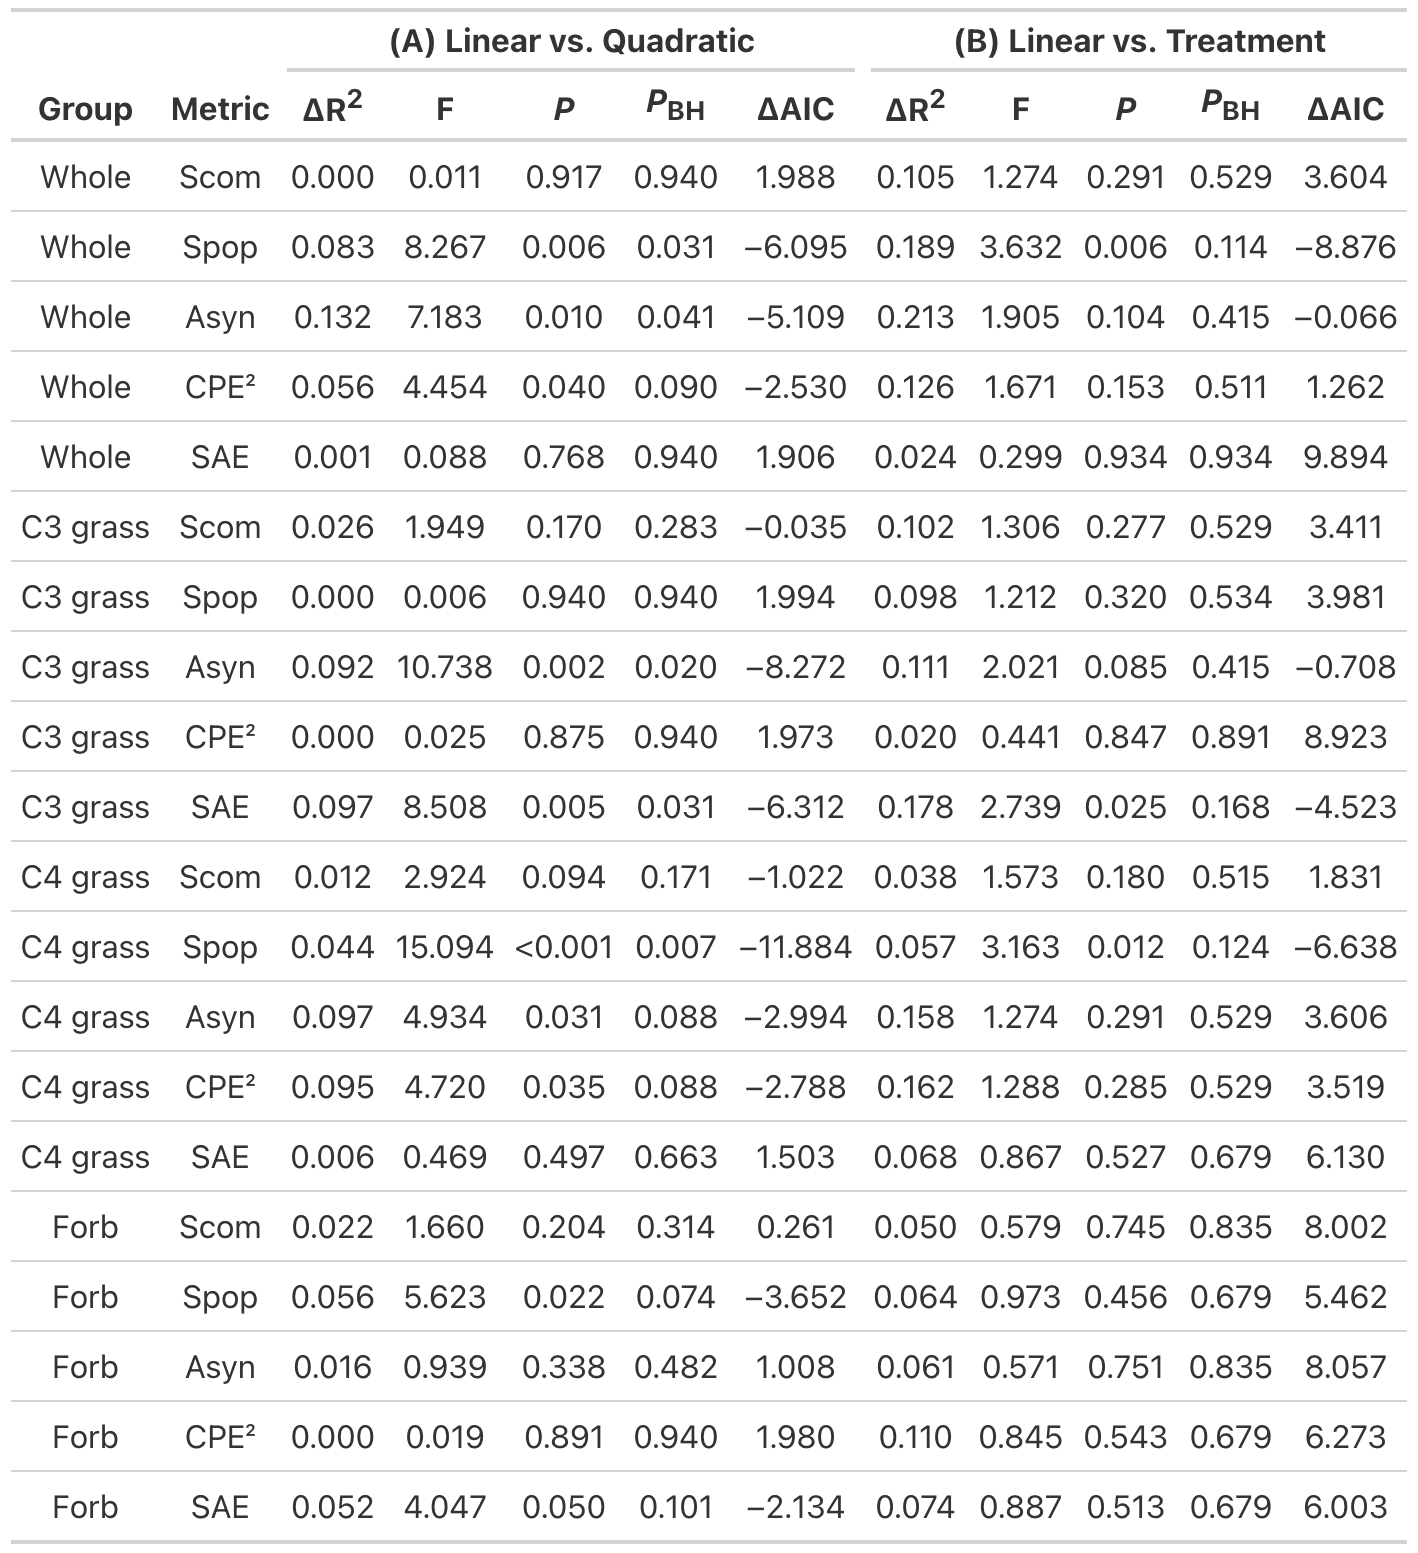 (A) Linear vs. Quadratic (B) Linear vs. Treatment
Group Metric ΔR² F P P_BH ΔAIC ΔR² F P P_BH ΔAIC
Whole Scom 0.000 0.011 0.917 0.940 1.988 0.105 1.274 0.291 0.529 3.604
Whole Spop 0.083 8.267 0.006 0.031 −6.095 0.189 3.632 0.006 0.114 −8.876
Whole Asyn 0.132 7.183 0.010 0.041 −5.109 0.213 1.905 0.104 0.415 −0.066
Whole CPE² 0.056 4.454 0.040 0.090 −2.530 0.126 1.671 0.153 0.511 1.262
Whole SAE 0.001 0.088 0.768 0.940 1.906 0.024 0.299 0.934 0.934 9.894
C3 grass Scom 0.026 1.949 0.170 0.283 −0.035 0.102 1.306 0.277 0.529 3.411
C3 grass Spop 0.000 0.006 0.940 0.940 1.994 0.098 1.212 0.320 0.534 3.981
C3 grass Asyn 0.092 10.738 0.002 0.020 −8.272 0.111 2.021 0.085 0.415 −0.708
C3 grass CPE² 0.000 0.025 0.875 0.940 1.973 0.020 0.441 0.847 0.891 8.923
C3 grass SAE 0.097 8.508 0.005 0.031 −6.312 0.178 2.739 0.025 0.168 −4.523
C4 grass Scom 0.012 2.924 0.094 0.171 −1.022 0.038 1.573 0.180 0.515 1.831
C4 grass Spop 0.044 15.094 <0.001 0.007 −11.884 0.057 3.163 0.012 0.124 −6.638
C4 grass Asyn 0.097 4.934 0.031 0.088 −2.994 0.158 1.274 0.291 0.529 3.606
C4 grass CPE² 0.095 4.720 0.035 0.088 −2.788 0.162 1.288 0.285 0.529 3.519
C4 grass SAE 0.006 0.469 0.497 0.663 1.503 0.068 0.867 0.527 0.679 6.130
Forb Scom 0.022 1.660 0.204 0.314 0.261 0.050 0.579 0.745 0.835 8.002
Forb Spop 0.056 5.623 0.022 0.074 −3.652 0.064 0.973 0.456 0.679 5.462
Forb Asyn 0.016 0.939 0.338 0.482 1.008 0.061 0.571 0.751 0.835 8.057
Forb CPE² 0.000 0.019 0.891 0.940 1.980 0.110 0.845 0.543 0.679 6.273
Forb SAE 0.052 4.047 0.050 0.101 −2.134 0.074 0.887 0.513 0.679 6.003